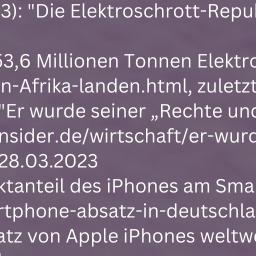 3): "Die Elektroschrott-Repu
53,6 Millionen Tonnen Elektro
n-Afrika-landen.html, zuletzt
"Er wurde seiner „Rechte und
nsider.de/wirtschaft/er-wurd
28.03.2023
ktanteil des iPhones am Sma
rtphone-absatz-in-deutschla
atz von Apple iPhones weltwe